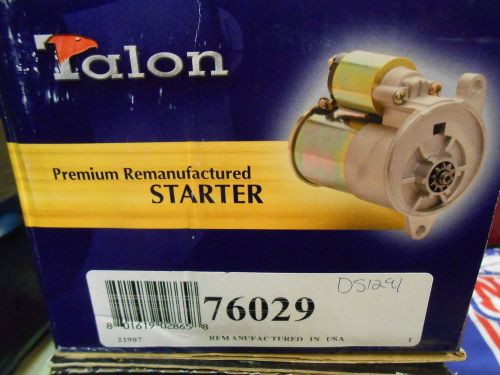 Talon
Premium Remanufactured
STARTER
76029
DS1291
8 01619 02865 8
21907 REMANUFACTURED IN USA T